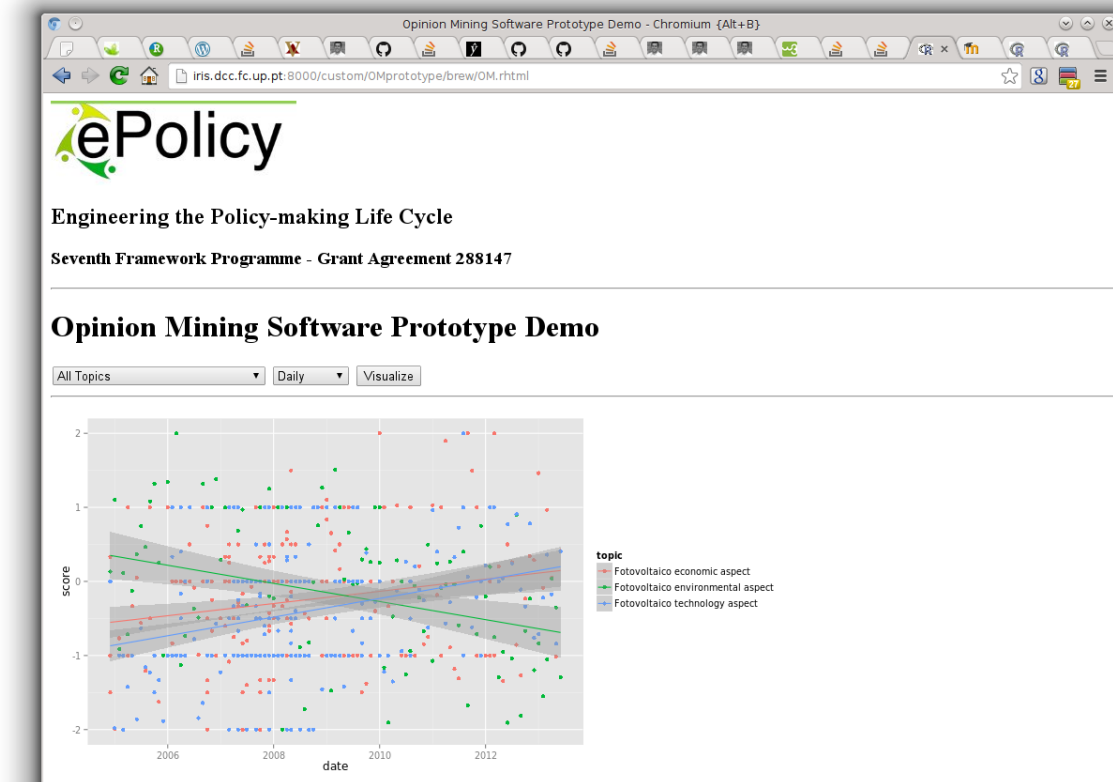 Opinion Mining Software Prototype Demo - Chromium {Alt+B}
iris.dcc.fc.up.pt:8000/custom/OMprototype/brew/OM.rhtml
27
ePolicy
Engineering the Policy-making Life Cycle
Seventh Framework Programme - Grant Agreement 288147
Opinion Mining Software Prototype Demo
All Topics Daily Visualize
2
1
0
-1
-2
score
2006 2008 2010 2012
date
topic
Fotovoltaico economic aspect
Fotovoltaico environmental aspect
Fotovoltaico technology aspect